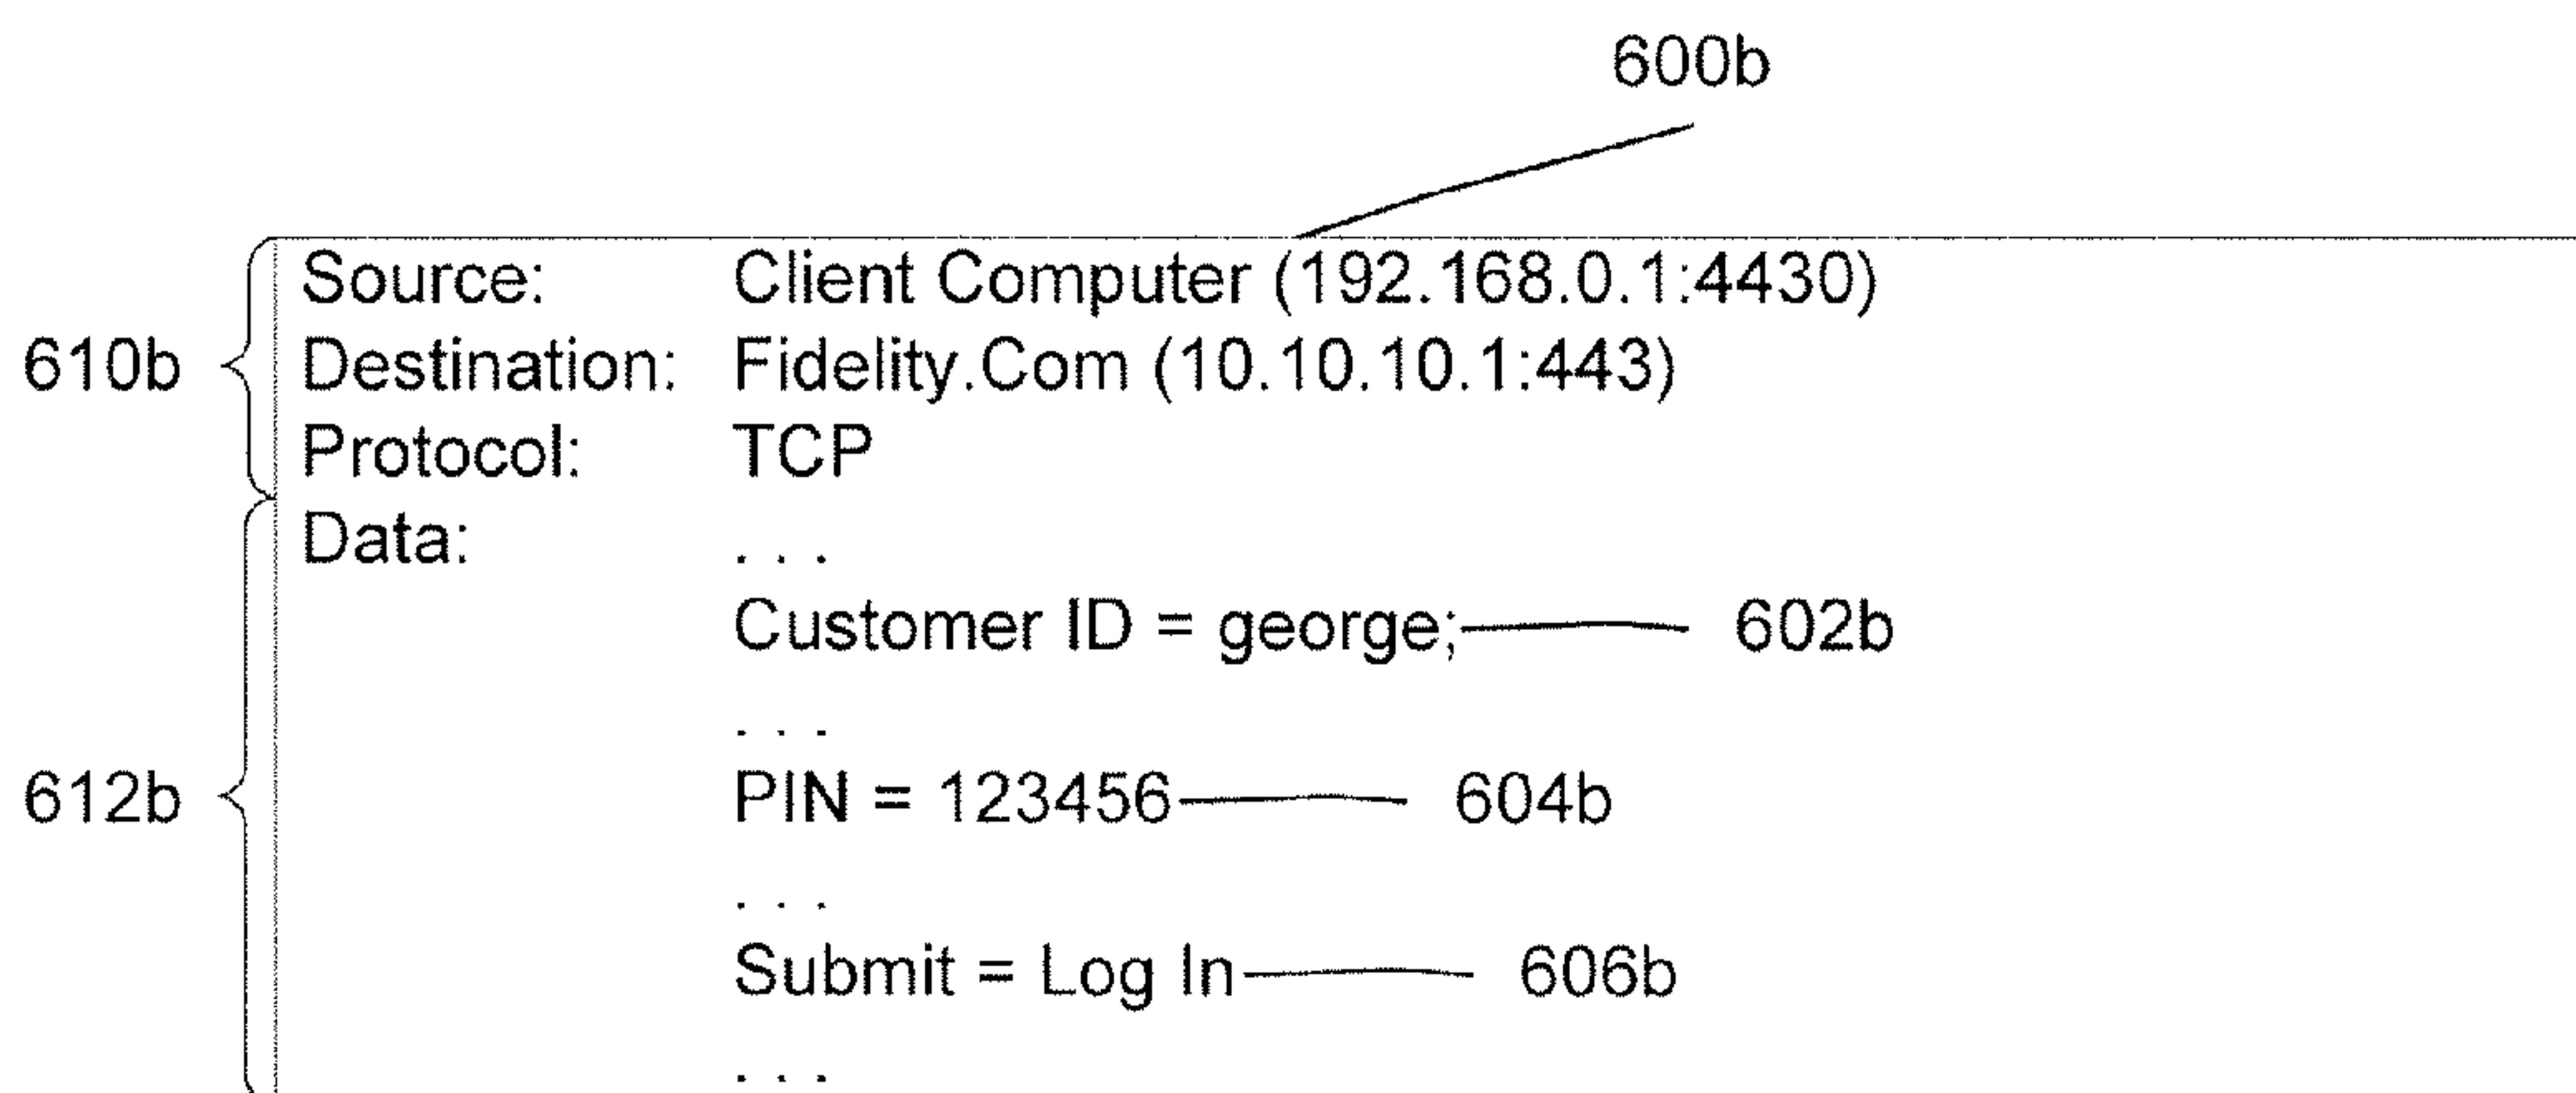 600b
Source: Client Computer (192.168.0.1:4430)
610b Destination: Fidelity.Com (10.10.10.1:443)
Protocol: TCP
Data: . . .
Customer ID = george; 602b
. . .
612b PIN = 123456 604b
. . .
Submit = Log In 606b
. . .